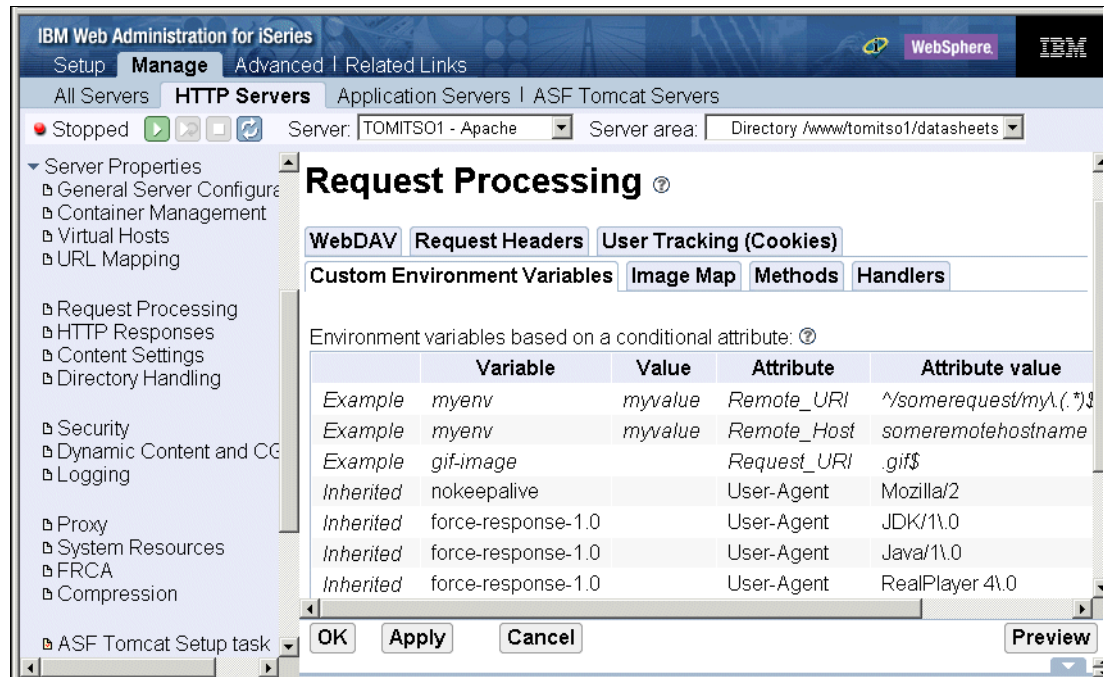 IBM Web Administration for iSeries
WebSphere.
IBM
Setup Manage Advanced | Related Links
All Servers HTTP Servers Application Servers | ASF Tomcat Servers
Stopped Server: TOMITSO1 - Apache Server area: Directory /www/tomitso1/datasheets
Server Properties
General Server Configura
Container Management
Virtual Hosts
URL Mapping
Request Processing
HTTP Responses
Content Settings
Directory Handling
Security
Dynamic Content and CG
Logging
Proxy
System Resources
FRCA
Compression
ASF Tomcat Setup task
Request Processing
WebDAV Request Headers User Tracking (Cookies)
Custom Environment Variables Image Map Methods Handlers
Environment variables based on a conditional attribute:
Variable Value Attribute Attribute value
Example myenv myvalue Remote_URI ^/somerequest/my\.(.*)$
Example myenv myvalue Remote_Host someremotehostname
Example gif-image Request_URI .gif$
Inherited nokeepalive User-Agent Mozilla/2
Inherited force-response-1.0 User-Agent JDK/1\.0
Inherited force-response-1.0 User-Agent Java/1\.0
Inherited force-response-1.0 User-Agent RealPlayer 4\.0
OK Apply Cancel Preview